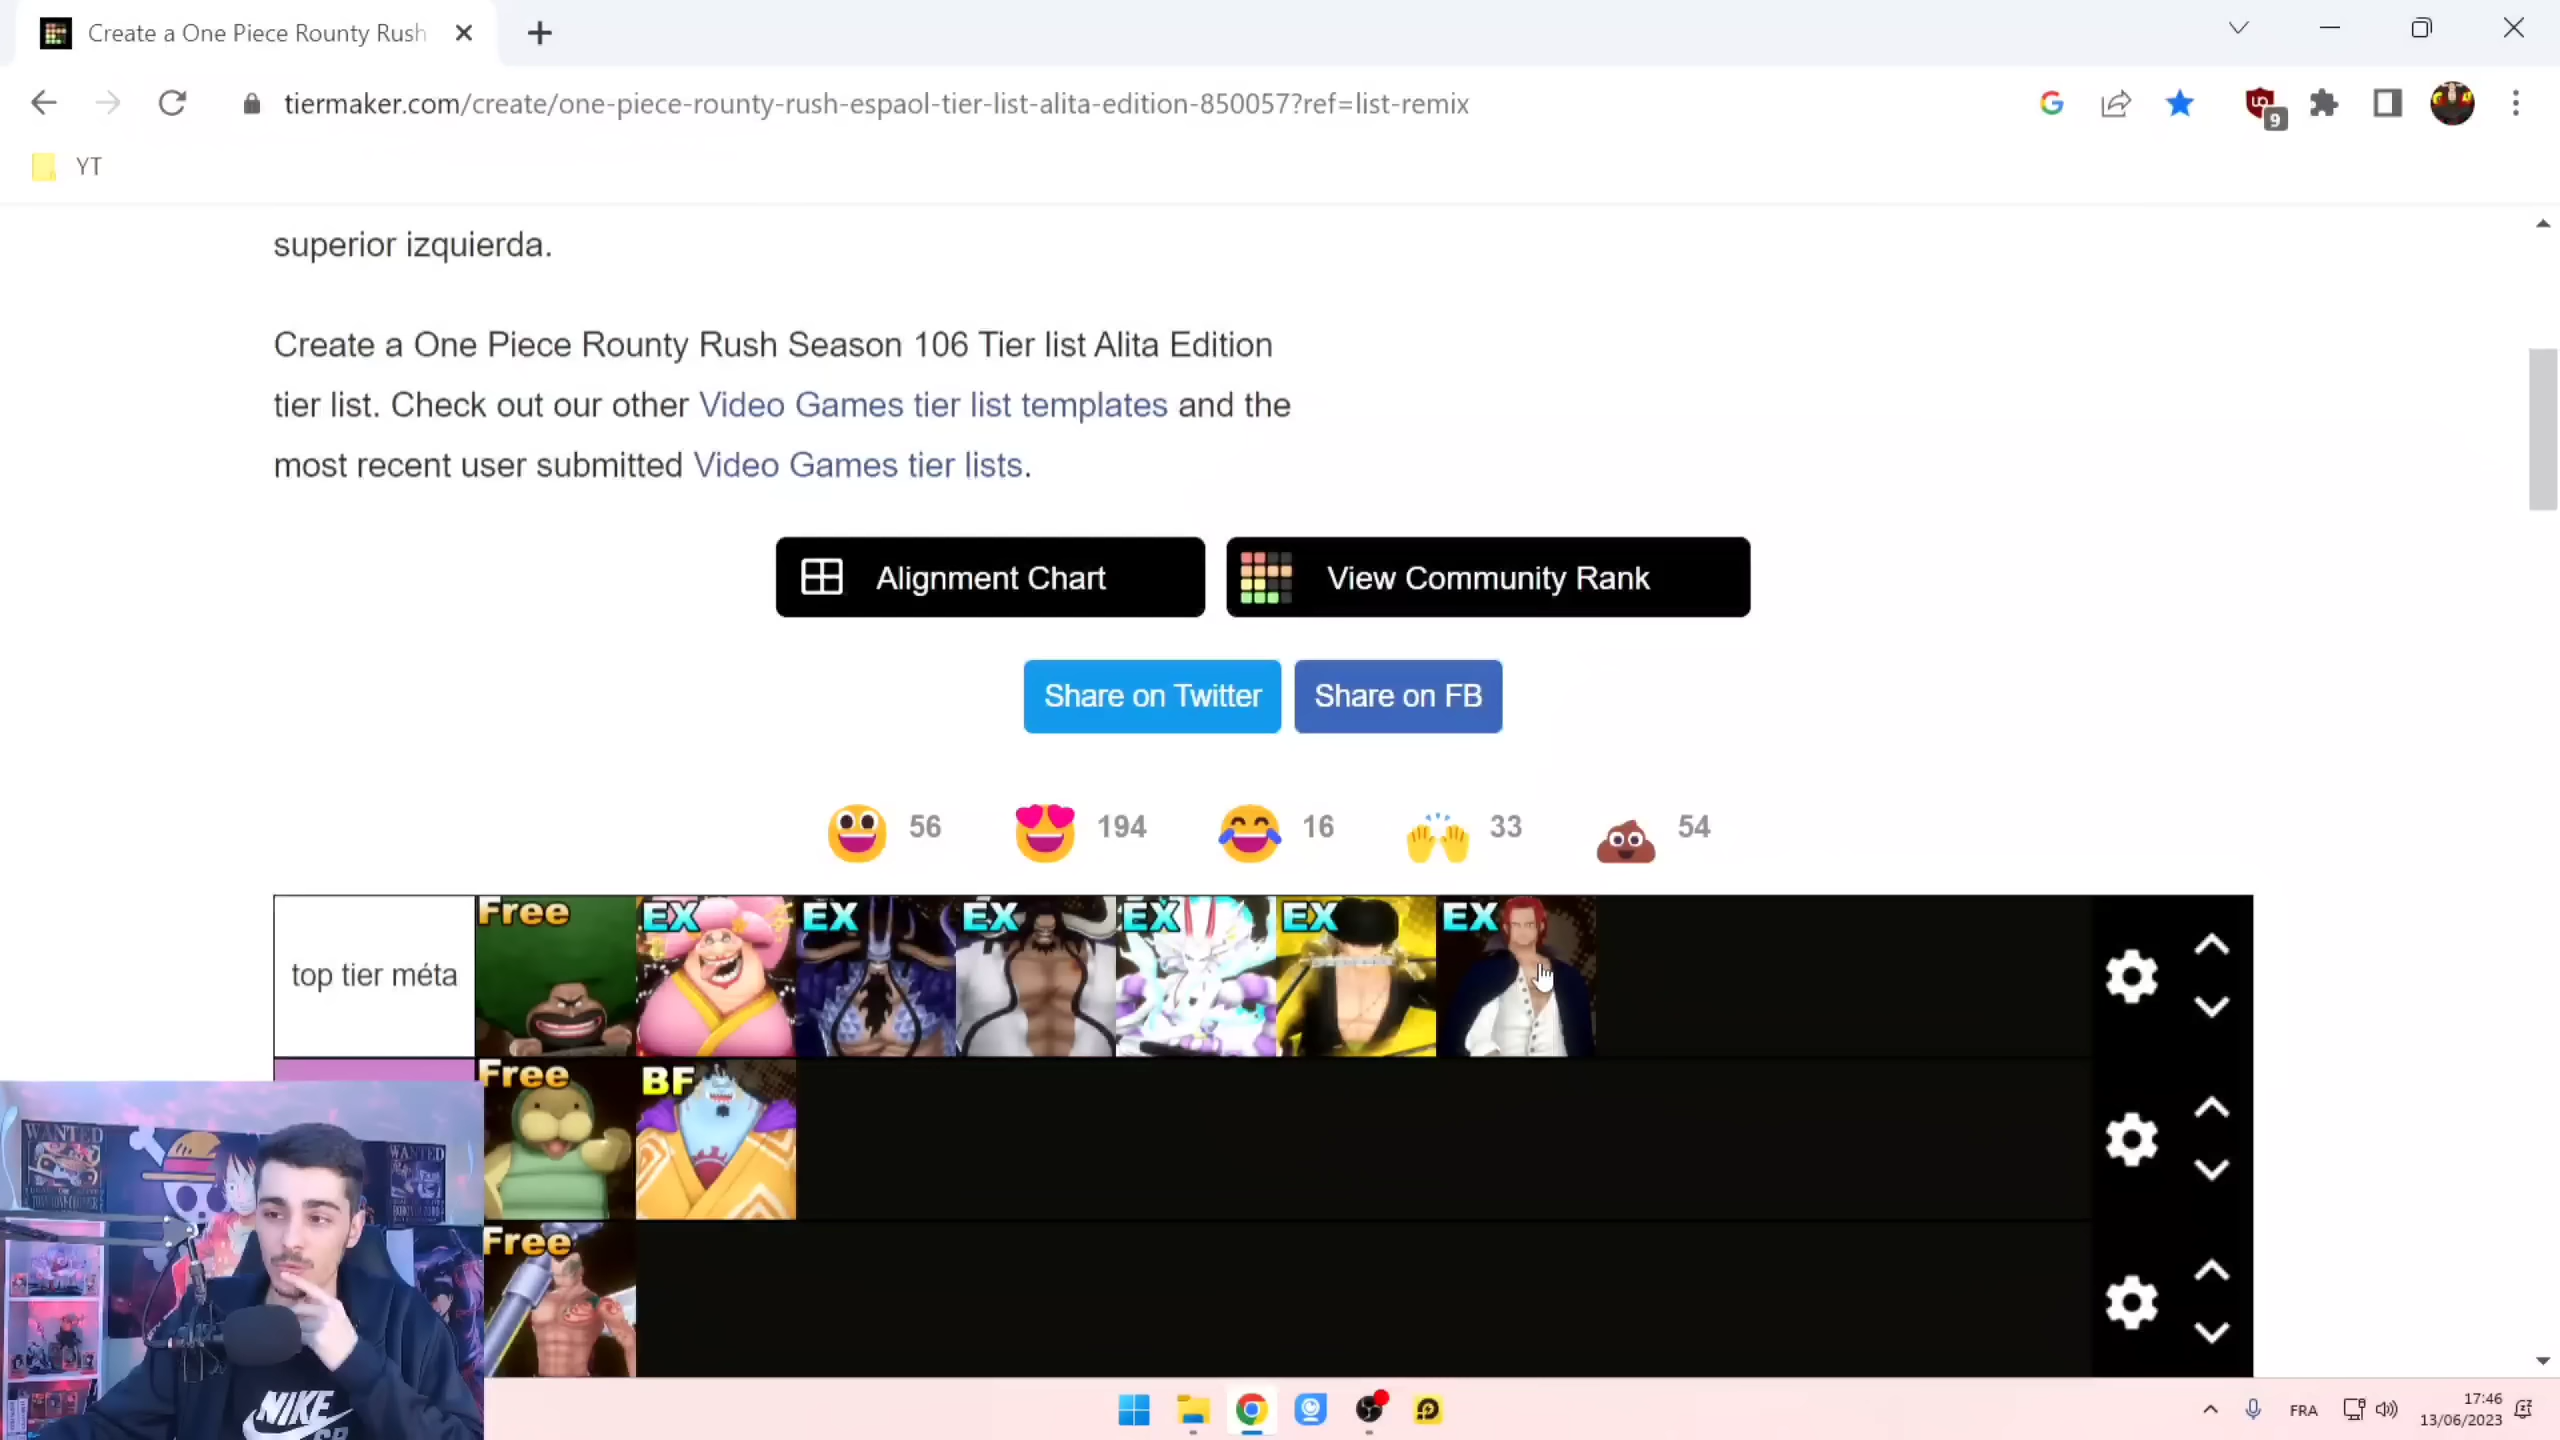 Create a One Piece Rounty Rush
tiermaker.com/create/one-piece-rounty-rush-espaol-tier-list-alita-edition-850057?ref=list-remix
9
YT
superior izquierda.
Create a One Piece Rounty Rush Season 106 Tier list Alita Edition
tier list. Check out our other Video Games tier list templates and the
most recent user submitted Video Games tier lists.
Alignment Chart
View Community Rank
Share on Twitter
Share on FB
56
194
16
33
54
top tier méta
Free
EX
EX
EX
EX
EX
EX
Free
BF
Free
WANTED
WANTED
NIKE
FRA
17:46
13/06/2023